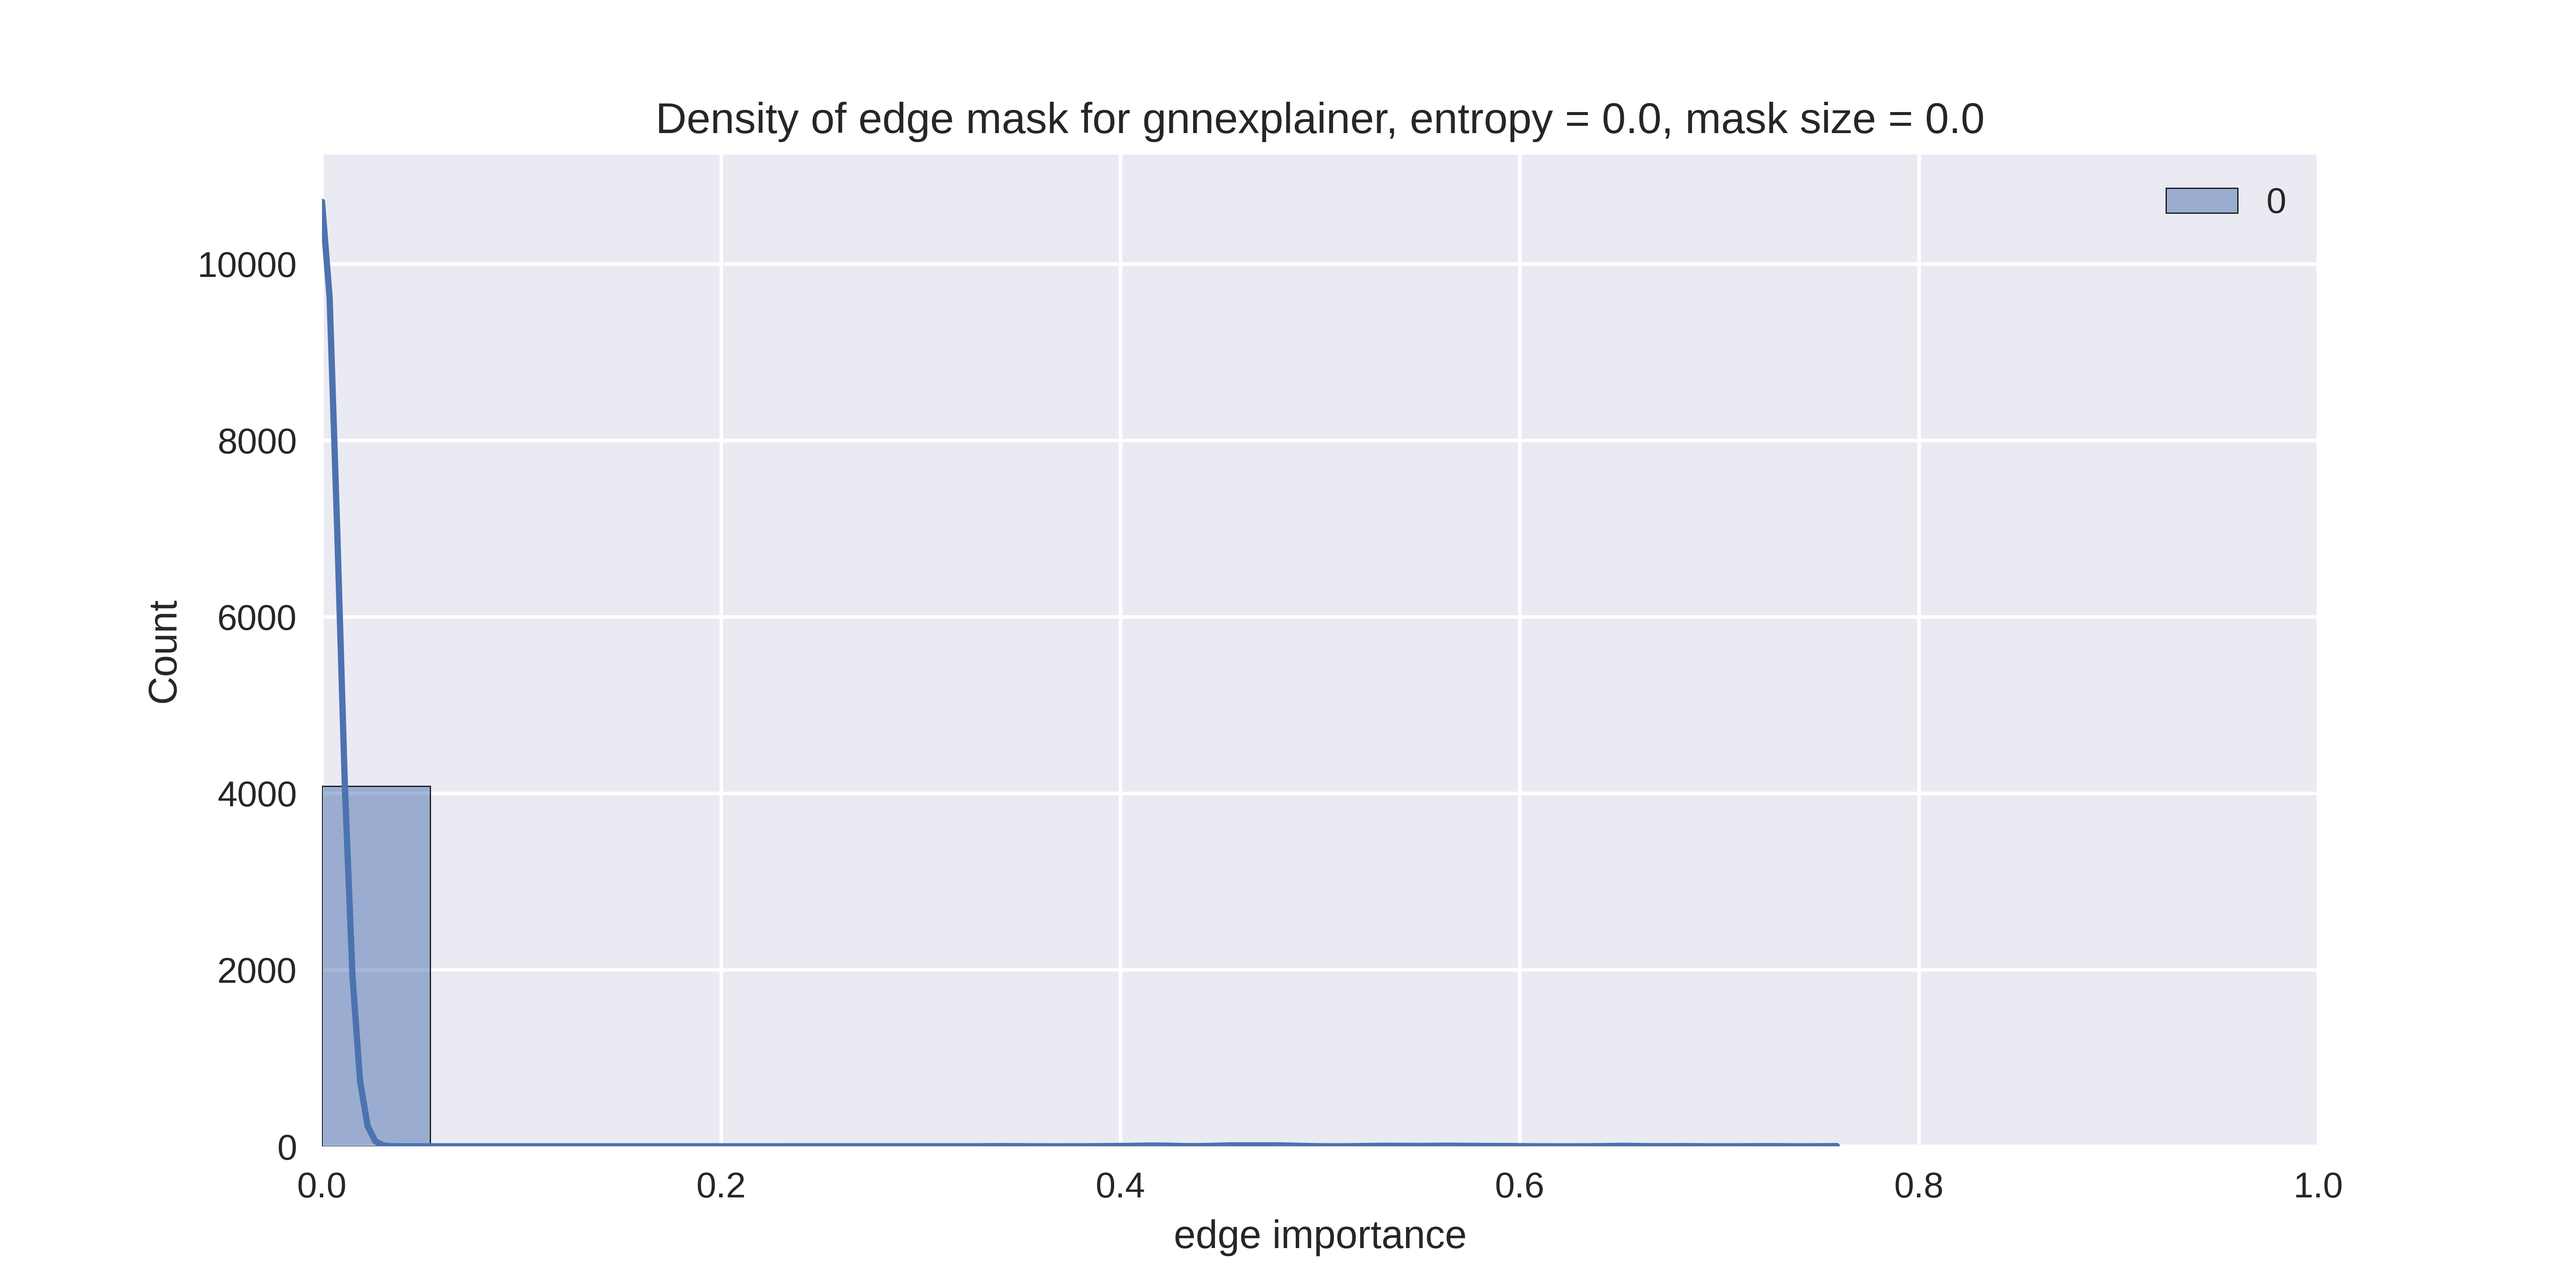 Density of edge mask for gnnexplainer, entropy = 0.0, mask size = 0.0
0
10000
8000
6000
4000
2000
0
Count
0.0 0.2 0.4 0.6 0.8 1.0
edge importance